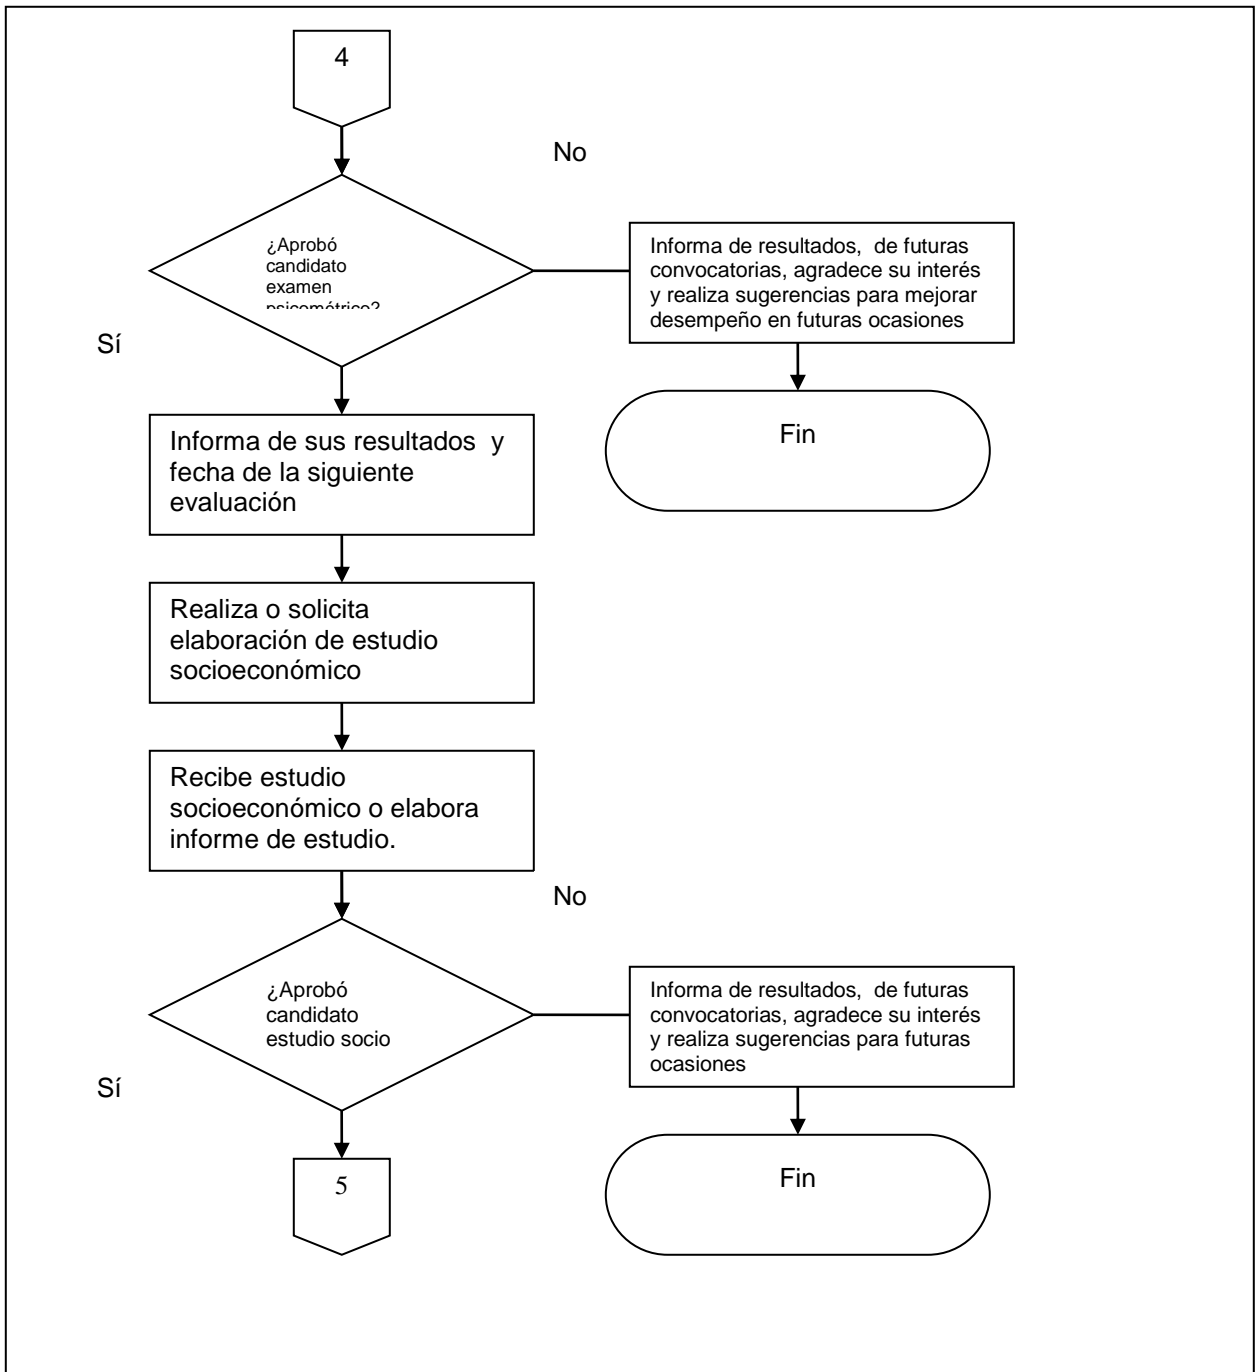 4
No
¿Aprobó
candidato
examen
psicométrico?
Informa de resultados, de futuras
convocatorias, agradece su interés
y realiza sugerencias para mejorar
desempeño en futuras ocasiones
Sí
Fin
Informa de sus resultados y
fecha de la siguiente
evaluación
Realiza o solicita
elaboración de estudio
socioeconómico
Recibe estudio
socioeconómico o elabora
informe de estudio.
No
¿Aprobó
candidato
estudio socio
Informa de resultados, de futuras
convocatorias, agradece su interés
y realiza sugerencias para futuras
ocasiones
Sí
Fin
5